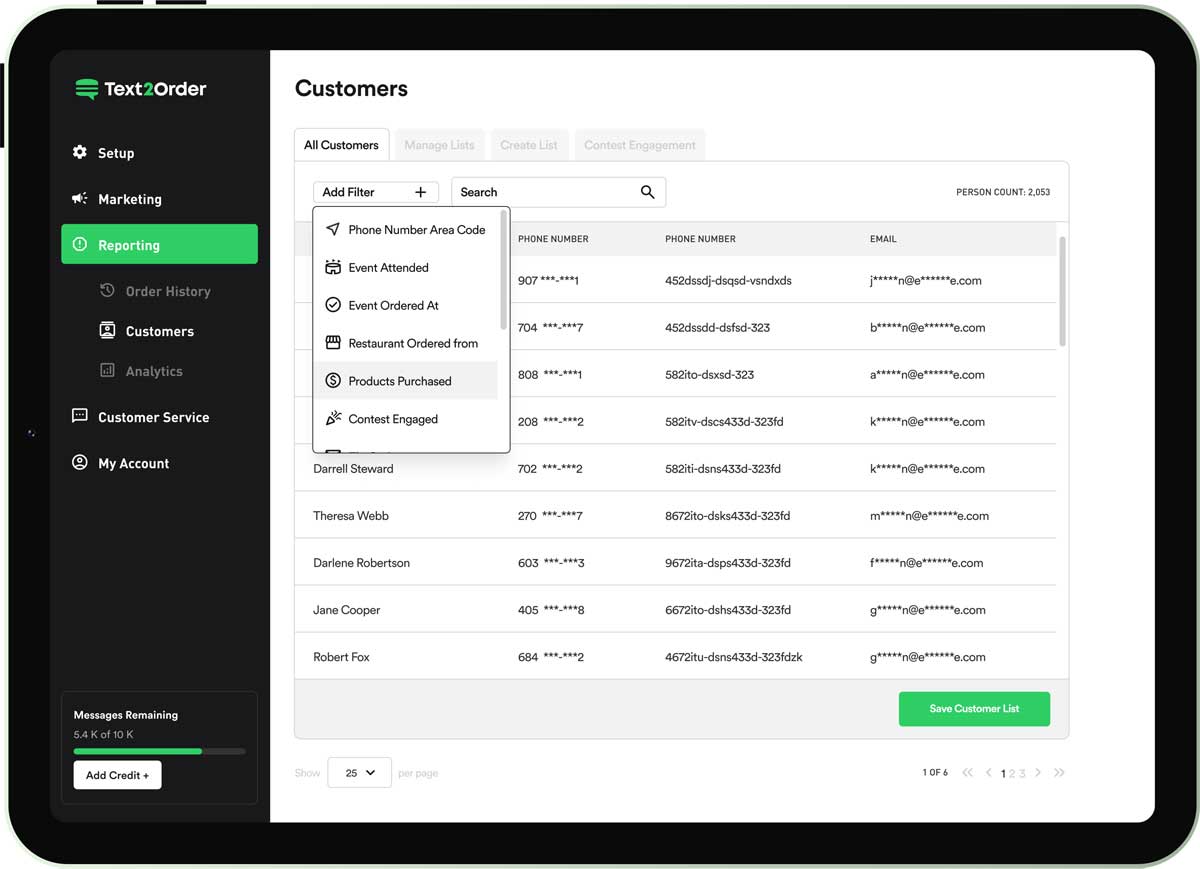 Text2Order
Setup
Marketing
Reporting
Order History
Customers
Analytics
Customer Service
My Account
Messages Remaining
5.4 K of 10 K
Add Credit +
Customers
All Customers Manage Lists Create List Contest Engagement
Add Filter + Search PERSON COUNT: 2,053
Phone Number Area Code
Event Attended
Event Ordered At
Restaurant Ordered from
Products Purchased
Contest Engaged
PHONE NUMBER PHONE NUMBER EMAIL
907 ***-***1 452dssdj-dsqsd-vsndxds j*****n@e******e.com
704 ***-***7 452dssdd-dsfsd-323 b*****n@e******e.com
808 ***-***1 582ito-dsxsd-323 a*****n@e******e.com
208 ***-***2 582itv-dscs433d-323fd k*****n@e******e.com
Darrell Steward 702 ***-***2 582iti-dsns433d-323fd k*****n@e******e.com
Theresa Webb 270 ***-***7 8672ito-dsks433d-323fd m*****n@e******e.com
Darlene Robertson 603 ***-***3 9672ita-dsps433d-323fd f*****n@e******e.com
Jane Cooper 405 ***-***8 6672ito-dshs433d-323fd g*****n@e******e.com
Robert Fox 684 ***-***2 4672itu-dsns433d-323fdzk g*****n@e******e.com
Save Customer List
Show 25 per page 1 OF 6 << < 1 2 3 > >>